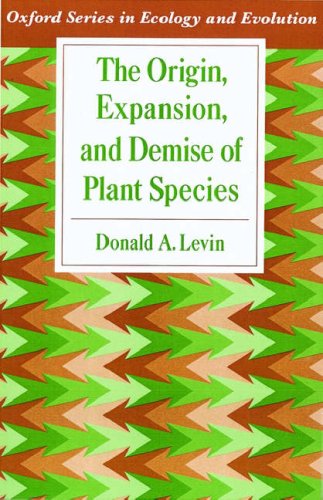 Oxford Series in Ecology and Evolution
The Origin,
Expansion,
and Demise of
Plant Species
Donald A. Levin